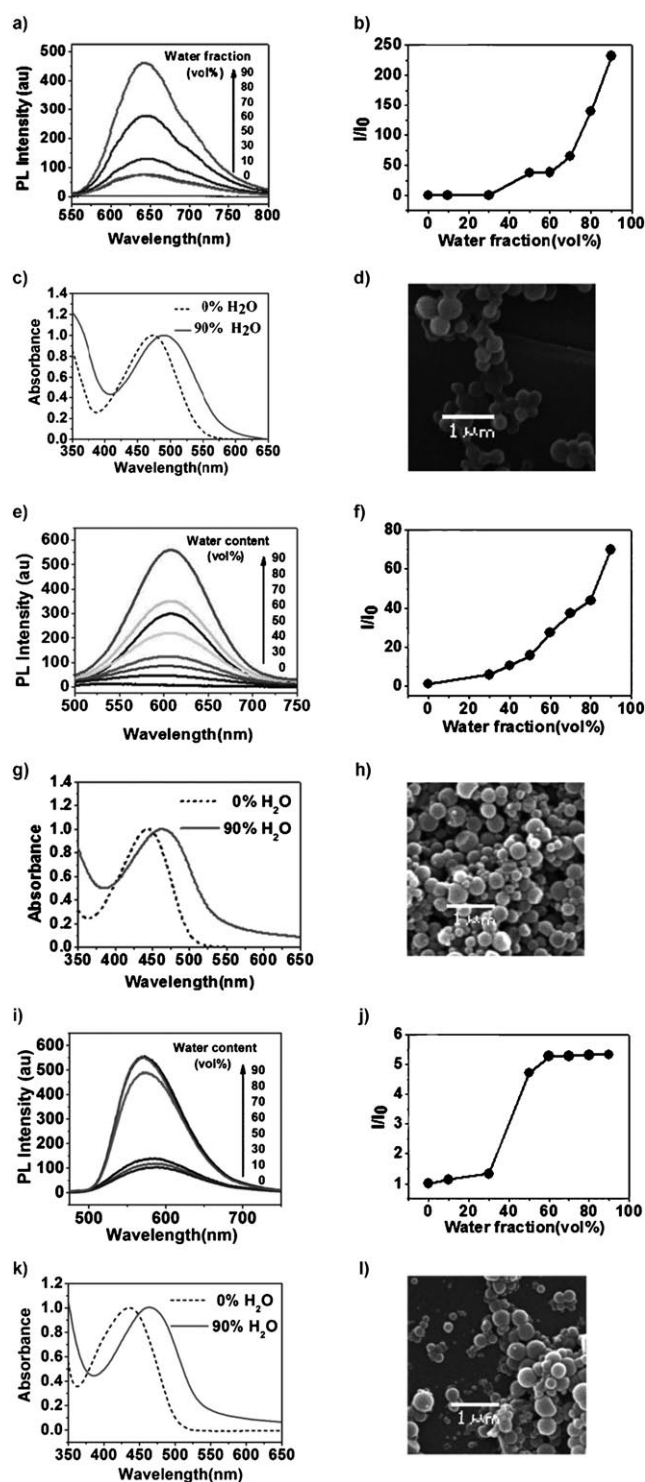 a)
PL Intensity (au)
500
400
300
200
100
0
Water fraction
(vol%)
90
80
70
60
50
30
10
0
550 600 650 700 750 800
Wavelength(nm)
b)
I/I0
250
225
150
125
50
0
0 20 40 60 80 100
Water fraction(vol%)
c)
Absorbance
1.4
1.2
1.0
0.8
0.6
0.4
0.2
0.0
0% H2O
90% H2O
350 400 450 500 550 600 650
Wavelength(nm)
d)
1 μm
e)
PL Intensity (au)
600
500
400
300
200
100
0
Water content
(vol%)
90
80
70
60
50
40
30
0
500 550 600 650 700 750
Wavelength(nm)
f)
I/I0
80
60
40
20
0
0 20 40 60 80 100
Water fraction(vol%)
g)
Absorbance
1.4
1.2
1.0
0.8
0.6
0.4
0.2
0.0
0% H2O
90% H2O
350 400 450 500 550 600 650
Wavelength(nm)
h)
1 μm
i)
PL Intensity (au)
700
600
500
400
300
200
100
0
Water content
(vol%)
90
80
70
60
50
30
10
0
500 600 700
Wavelength(nm)
j)
I/I0
6
5
4
3
2
1
0 20 40 60 80 100
Water fraction(vol%)
k)
Absorbance
1.2
1.0
0.8
0.6
0.4
0.2
0.0
0% H2O
90% H2O
350 400 450 500 550 600 650
Wavelength(nm)
l)
1 μm